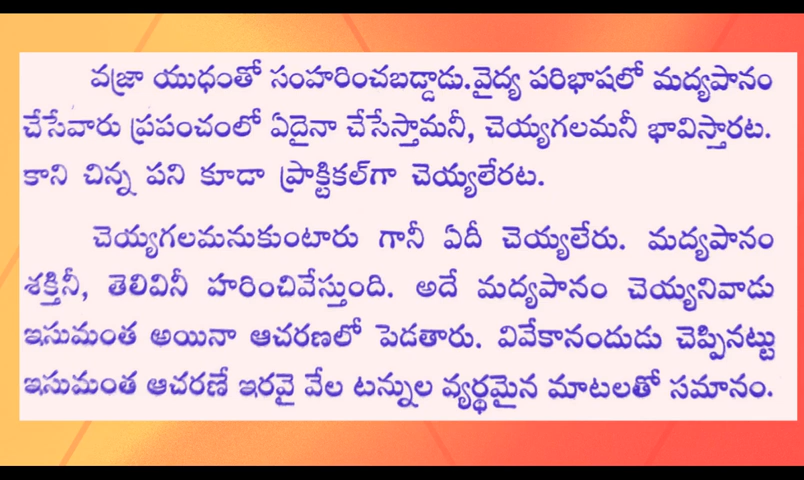 వజ్రా యుధంతో సంహరించబడ్డాడు.వైద్య పరిభాషలో మద్యపానం
చేసేవారు ప్రపంచంలో ఏదైనా చేసేస్తామనీ, చెయ్యగలమనీ భావిస్తారట.
కాని చిన్న పని కూడా ప్రాక్టికల్‌గా చెయ్యలేరట.
చెయ్యగలమనుకుంటారు గానీ ఏదీ చెయ్యలేరు. మద్యపానం
శక్తినీ, తెలివినీ హరించివేస్తుంది. అదే మద్యపానం చెయ్యనివాడు
ఇసుమంత అయినా ఆచరణలో పెడతారు. వివేకానందుడు చెప్పినట్టు
ఇసుమంత ఆచరణే ఇరవై వేల టన్నుల వ్యర్థమైన మాటలతో సమానం.